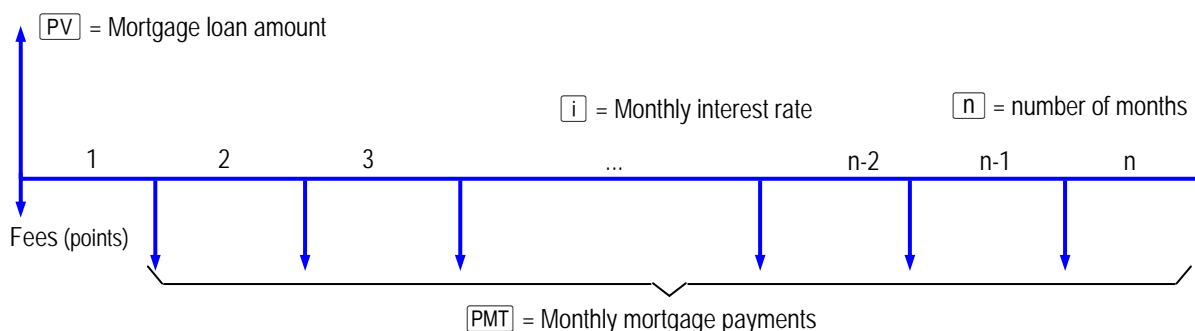 PV = Mortgage loan amount
i = Monthly interest rate
n = number of months
1 2 3 ... n-2 n-1 n
Fees (points)
PMT = Monthly mortgage payments